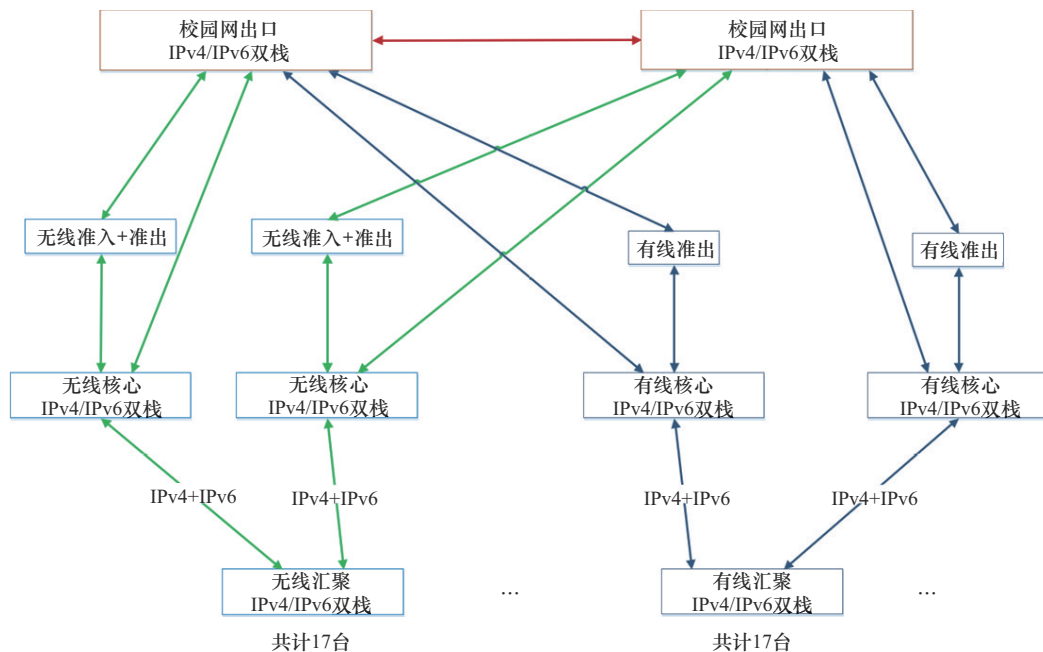 校园网出口
IPv4/IPv6双栈
校园网出口
IPv4/IPv6双栈
无线准入+准出
无线准入+准出
有线准出
有线准出
无线核心
IPv4/IPv6双栈
无线核心
IPv4/IPv6双栈
有线核心
IPv4/IPv6双栈
有线核心
IPv4/IPv6双栈
IPv4+IPv6
IPv4+IPv6
IPv4+IPv6
IPv4+IPv6
无线汇聚
IPv4/IPv6双栈
...
有线汇聚
IPv4/IPv6双栈
...
共计17台
共计17台